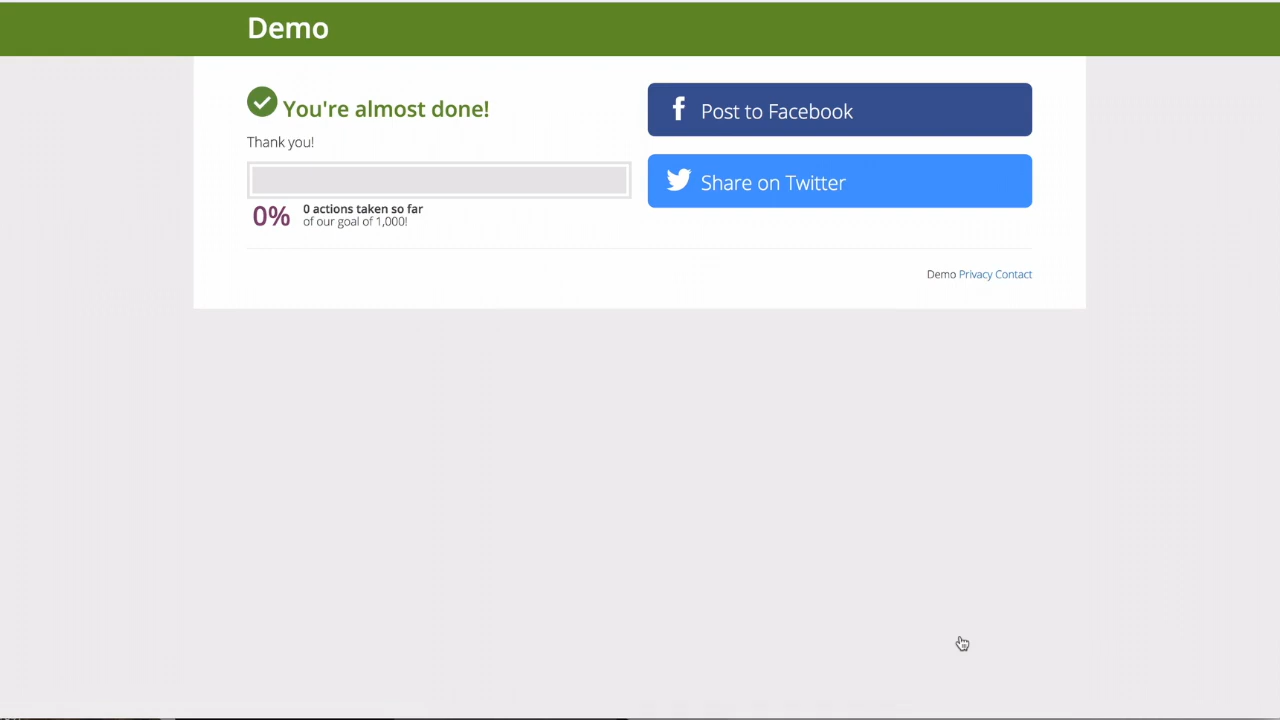 Demo
You're almost done!
Thank you!
0%
0 actions taken so far
of our goal of 1,000!
Post to Facebook
Share on Twitter
Demo Privacy Contact